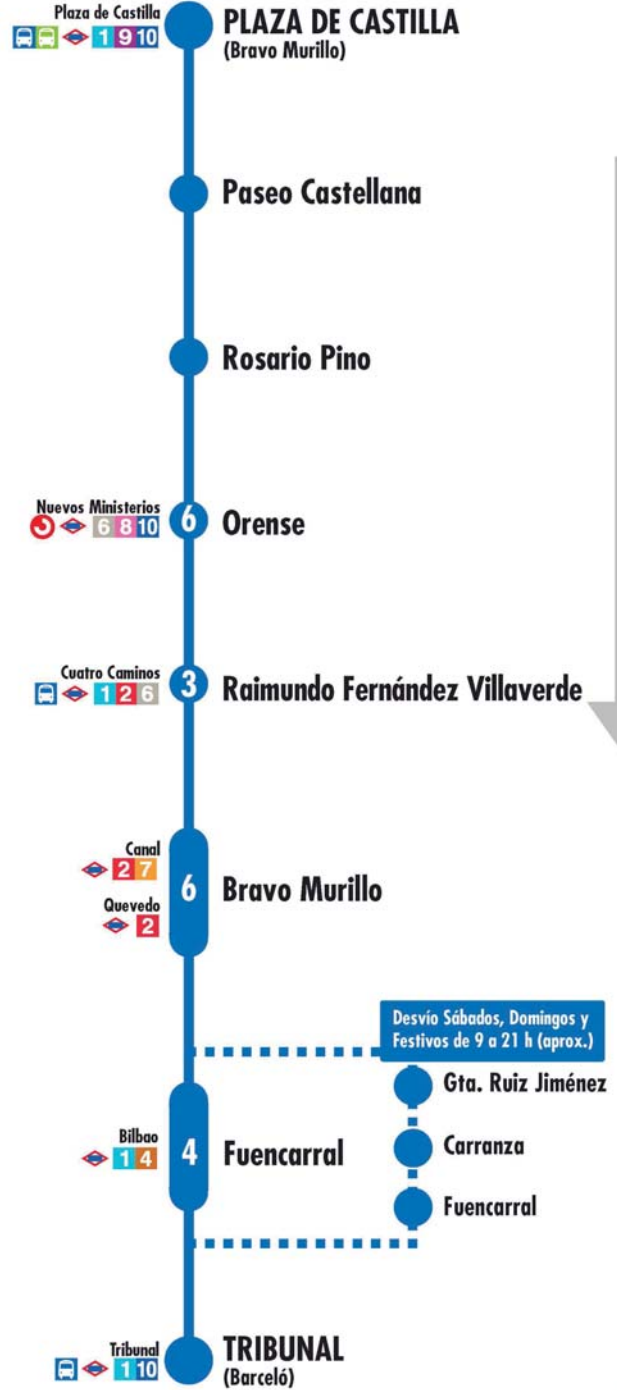 Plaza de Castilla
1 9 10
PLAZA DE CASTILLA
(Bravo Murillo)
Paseo Castellana
Rosario Pino
Nuevos Ministerios
6 8 10
6
Orense
Cuatro Caminos
1 2 6
3
Raimundo Fernández Villaverde
Canal
2 7
Quevedo
2
6
Bravo Murillo
Desvío Sábados, Domingos y
Festivos de 9 a 21 h (aprox.)
Gta. Ruiz Jiménez
Carranza
Fuencarral
Bilbao
1 4
4
Fuencarral
Tribunal
1 10
TRIBUNAL
(Barceló)